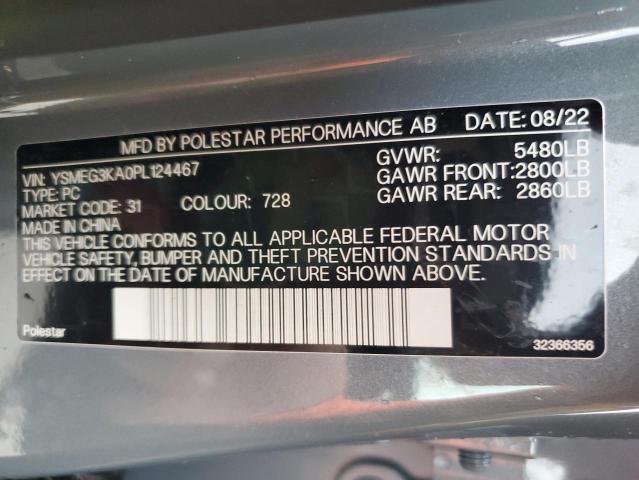 MFD BY POLESTAR PERFORMANCE AB DATE: 08/22
VIN: YSMEG3KA0PL124467 GVWR: 5480LB
TYPE: PC GAWR FRONT: 2800LB
MARKET CODE: 31 COLOUR: 728 GAWR REAR: 2860LB
MADE IN CHINA
THIS VEHICLE CONFORMS TO ALL APPLICABLE FEDERAL MOTOR
VEHICLE SAFETY, BUMPER AND THEFT PREVENTION STANDARDS IN
EFFECT ON THE DATE OF MANUFACTURE SHOWN ABOVE.
Polestar 32366356